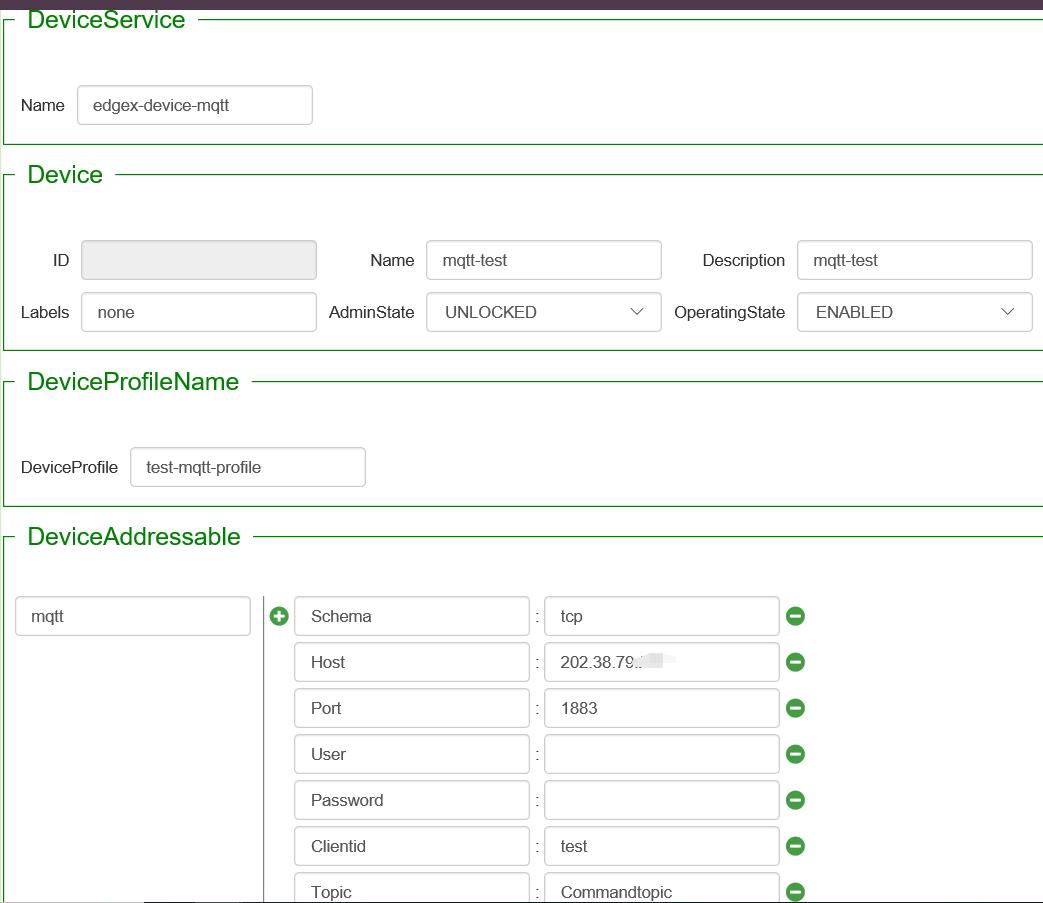 DeviceService
Name edgex-device-mqtt
Device
ID Name mqtt-test Description mqtt-test
Labels none AdminState UNLOCKED OperatingState ENABLED
DeviceProfileName
DeviceProfile test-mqtt-profile
DeviceAddressable
mqtt Schema : tcp
Host : 202.38.79.
Port : 1883
User :
Password :
Clientid : test
Topic : Commandtopic